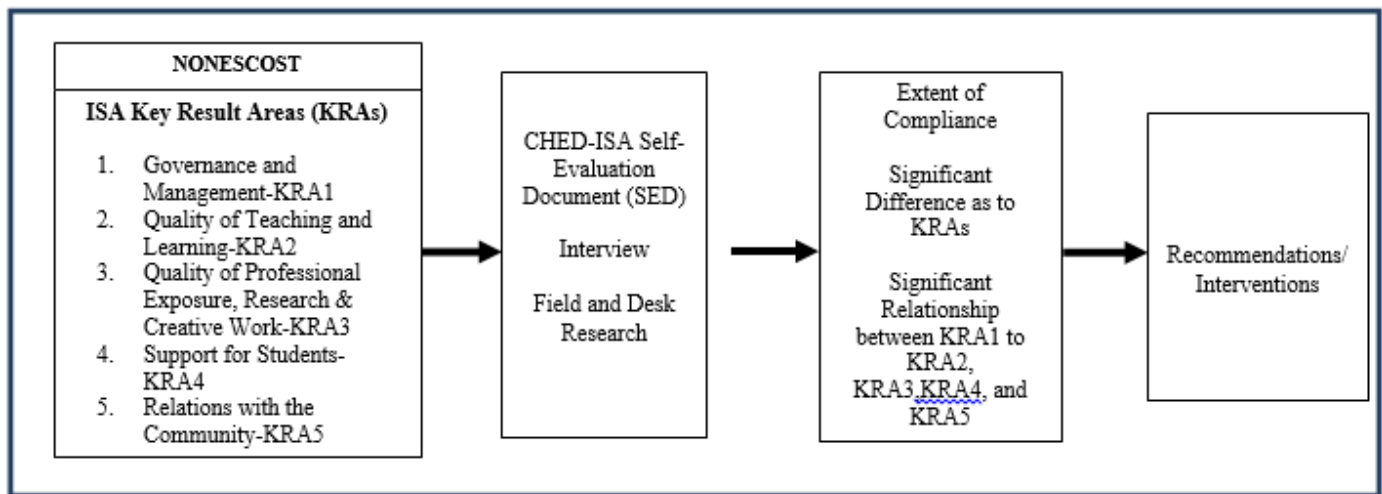 NONESCOST
ISA Key Result Areas (KRAs)
1. Governance and
Management-KRA1
2. Quality of Teaching and
Learning-KRA2
3. Quality of Professional
Exposure, Research &
Creative Work-KRA3
4. Support for Students-
KRA4
5. Relations with the
Community-KRA5
CHED-ISA Self-
Evaluation
Document (SED)
Interview
Field and Desk
Research
Extent of
Compliance
Significant
Difference as to
KRAs
Significant
Relationship
between KRA1 to
KRA2,
KRA3,KRA4, and
KRA5
Recommendations/
Interventions